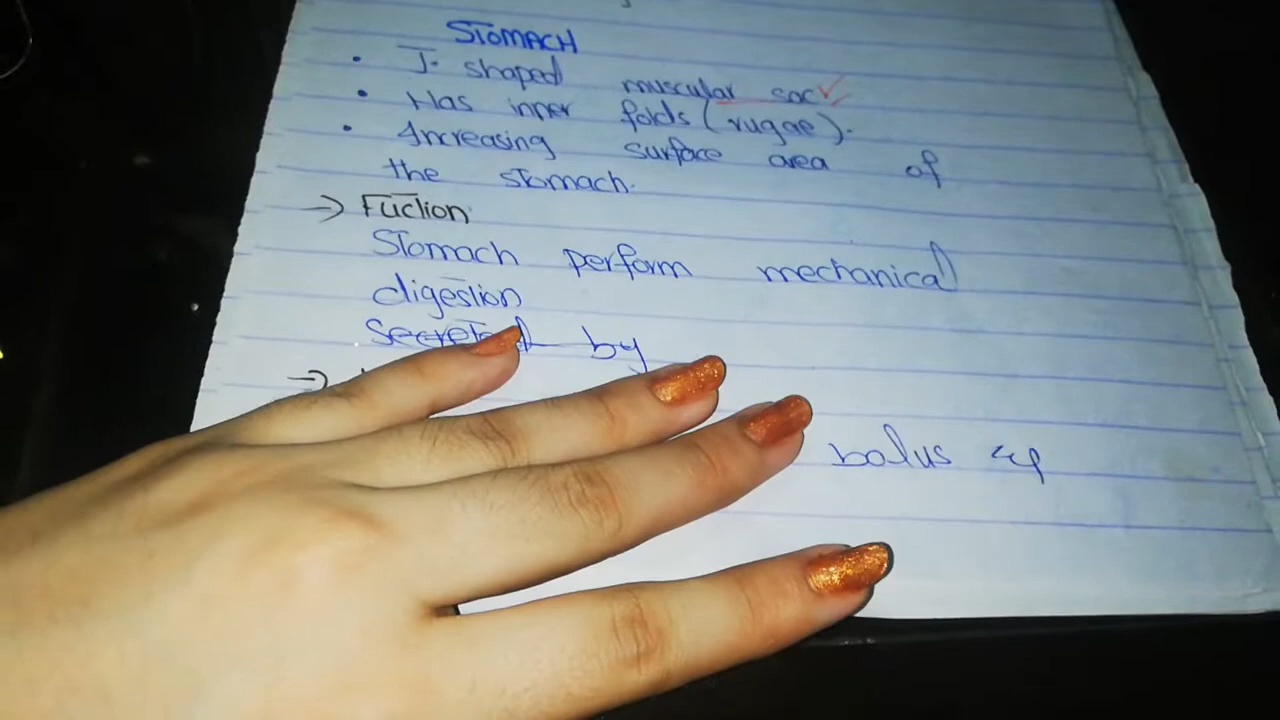 STOMACH
• J- shaped muscular sac
• Has inner folds (rugae).
• Increasing surface area of
the stomach.
→ Fuction
Stomach perform mechanical
digestion
Secreted by
→
bolus up